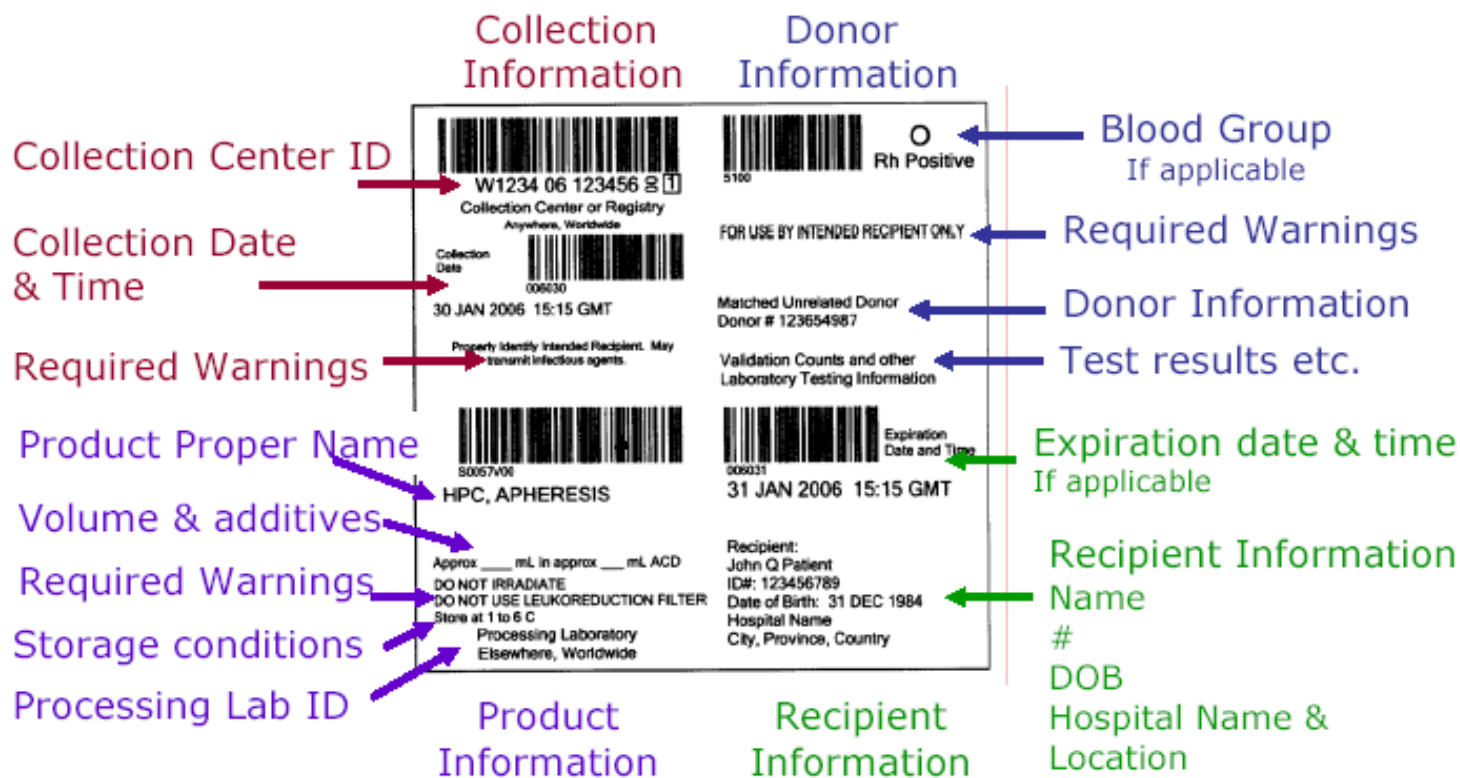 Collection
Information
Donor
Information
Collection Center ID
Collection Date
& Time
Required Warnings
Product Proper Name
Volume & additives
Required Warnings
Storage conditions
Processing Lab ID
W1234 06 123456 00 1
Collection Center or Registry
Anywhere, Worldwide
Collection
Date
006030
30 JAN 2006 15:15 GMT
Properly Identify Intended Recipient. May
transmit infectious agents.
S0057V00
HPC, APHERESIS
Approx ____ mL in approx ___ mL ACD
DO NOT IRRADIATE
DO NOT USE LEUKOREDUCTION FILTER
Store at 1 to 6 C
Processing Laboratory
Elsewhere, Worldwide
O
Rh Positive
5100
FOR USE BY INTENDED RECIPIENT ONLY
Matched Unrelated Donor
Donor # 123654987
Validation Counts and other
Laboratory Testing Information
Expiration
Date and Time
006031
31 JAN 2006 15:15 GMT
Recipient:
John Q Patient
ID#: 123456789
Date of Birth: 31 DEC 1984
Hospital Name
City, Province, Country
Blood Group
If applicable
Required Warnings
Donor Information
Test results etc.
Expiration date & time
If applicable
Recipient Information
Name
#
DOB
Hospital Name &
Location
Product
Information
Recipient
Information